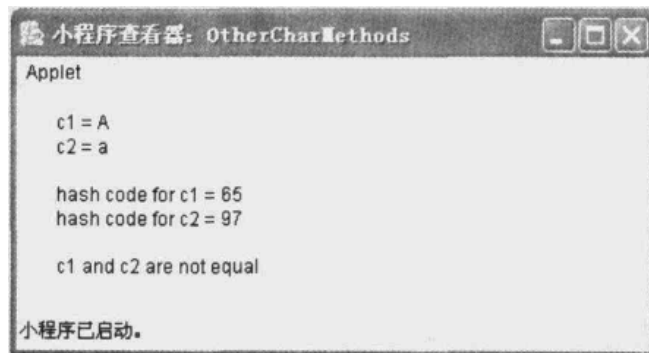 小程序查看器: OtherCharMethods
Applet
c1 = A
c2 = a
hash code for c1 = 65
hash code for c2 = 97
c1 and c2 are not equal
小程序已启动。